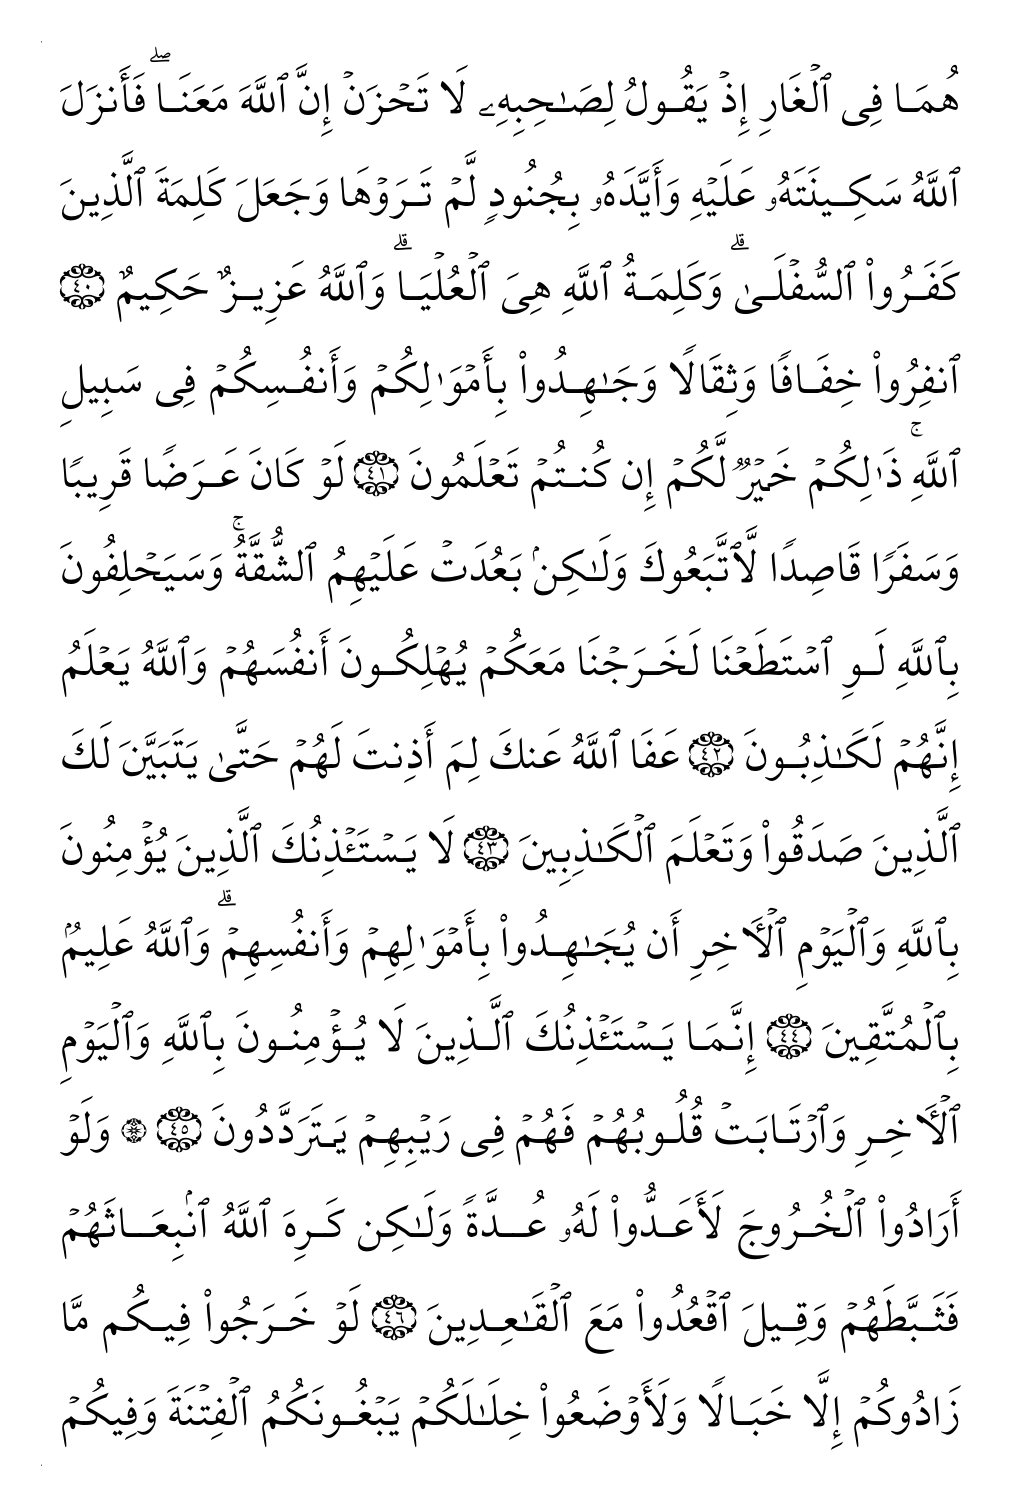 هُمَا فِى ٱلۡغَارِ إِذۡ يَقُولُ لِصَـٰحِبِهِۦ لَا تَحۡزَنۡ إِنَّ ٱللَّهَ مَعَنَاۖ فَأَنزَلَ
ٱللَّهُ سَكِينَتَهُۥ عَلَيۡهِ وَأَيَّدَهُۥ بِجُنُودٍ لَّمۡ تَرَوۡهَا وَجَعَلَ كَلِمَةَ ٱلَّذِينَ
كَفَرُواْ ٱلسُّفۡلَىٰۗ وَكَلِمَةُ ٱللَّهِ هِىَ ٱلۡعُلۡيَاۗ وَٱللَّهُ عَزِيزٌ حَكِيمٌ ٤٠
ٱنفِرُواْ خِفَافًا وَثِقَالًا وَجَـٰهِدُواْ بِأَمۡوَٲلِكُمۡ وَأَنفُسِكُمۡ فِى سَبِيلِ
ٱللَّهِۚ ذَٲلِكُمۡ خَيۡرٌ لَّكُمۡ إِن كُنتُمۡ تَعۡلَمُونَ ٤١ لَوۡ كَانَ عَرَضًا قَرِيبًا
وَسَفَرًا قَاصِدًا لَّٱتَّبَعُوكَ وَلَـٰكِنۢ بَعُدَتۡ عَلَيۡهِمُ ٱلشُّقَّةُۚ وَسَيَحۡلِفُونَ
بِٱللَّهِ لَوِ ٱسۡتَطَعۡنَا لَخَرَجۡنَا مَعَكُمۡ يُهۡلِكُونَ أَنفُسَهُمۡ وَٱللَّهُ يَعۡلَمُ
إِنَّهُمۡ لَكَـٰذِبُونَ ٤٢ عَفَا ٱللَّهُ عَنكَ لِمَ أَذِنتَ لَهُمۡ حَتَّىٰ يَتَبَيَّنَ لَكَ
ٱلَّذِينَ صَدَقُواْ وَتَعۡلَمَ ٱلۡكَـٰذِبِينَ ٤٣ لَا يَسۡتَـٔۡذِنُكَ ٱلَّذِينَ يُؤۡمِنُونَ
بِٱللَّهِ وَٱلۡيَوۡمِ ٱلۡأَخِرِ أَن يُجَـٰهِدُواْ بِأَمۡوَٲلِهِمۡ وَأَنفُسِهِمۡۗ وَٱللَّهُ عَلِيمُۢ
بِٱلۡمُتَّقِينَ ٤٤ إِنَّمَا يَسۡتَـٔۡذِنُكَ ٱلَّذِينَ لَا يُؤۡمِنُونَ بِٱللَّهِ وَٱلۡيَوۡمِ
ٱلۡأَخِرِ وَٱرۡتَابَتۡ قُلُوبُهُمۡ فَهُمۡ فِى رَيۡبِهِمۡ يَتَرَدَّدُونَ ٤٥ ۞ وَلَوۡ
أَرَادُواْ ٱلۡخُرُوجَ لَأَعَدُّواْ لَهُۥ عُدَّةً وَلَـٰكِن كَرِهَ ٱللَّهُ ٱنۢبِعَاثَهُمۡ
فَثَبَّطَهُمۡ وَقِيلَ ٱقۡعُدُواْ مَعَ ٱلۡقَـٰعِدِينَ ٤٦ لَوۡ خَرَجُواْ فِيكُم مَّا
زَادُوكُمۡ إِلَّا خَبَالًا وَلَأَوۡضَعُواْ خِلَـٰلَكُمۡ يَبۡغُونَكُمُ ٱلۡفِتۡنَةَ وَفِيكُمۡ